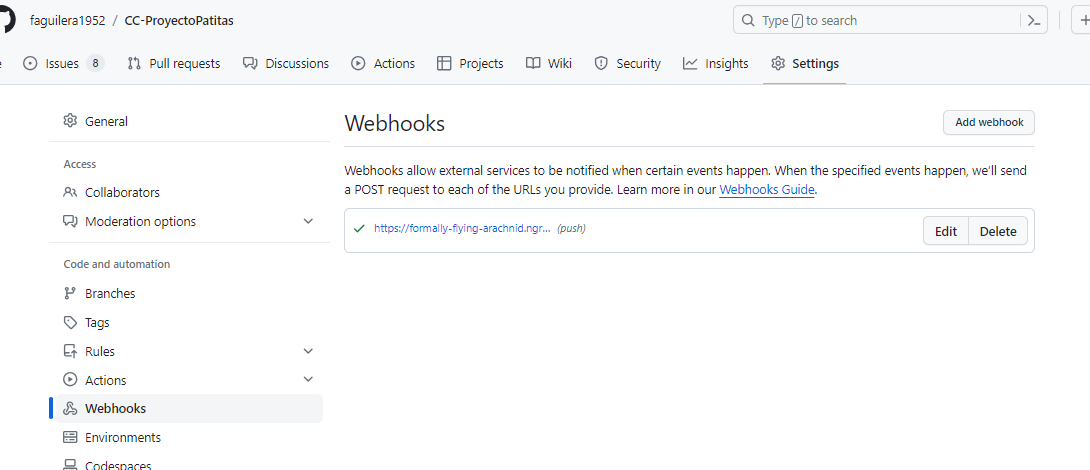 faguilera1952 / CC-ProyectoPatitas
Type / to search
Issues 8 Pull requests Discussions Actions Projects Wiki Security Insights Settings
General
Access
Collaborators
Moderation options
Code and automation
Branches
Tags
Rules
Actions
Webhooks
Environments
Codespaces
Webhooks
Add webhook
Webhooks allow external services to be notified when certain events happen. When the specified events happen, we'll send
a POST request to each of the URLs you provide. Learn more in our Webhooks Guide.
https://formally-flying-arachnid.ngr... (push)
Edit Delete